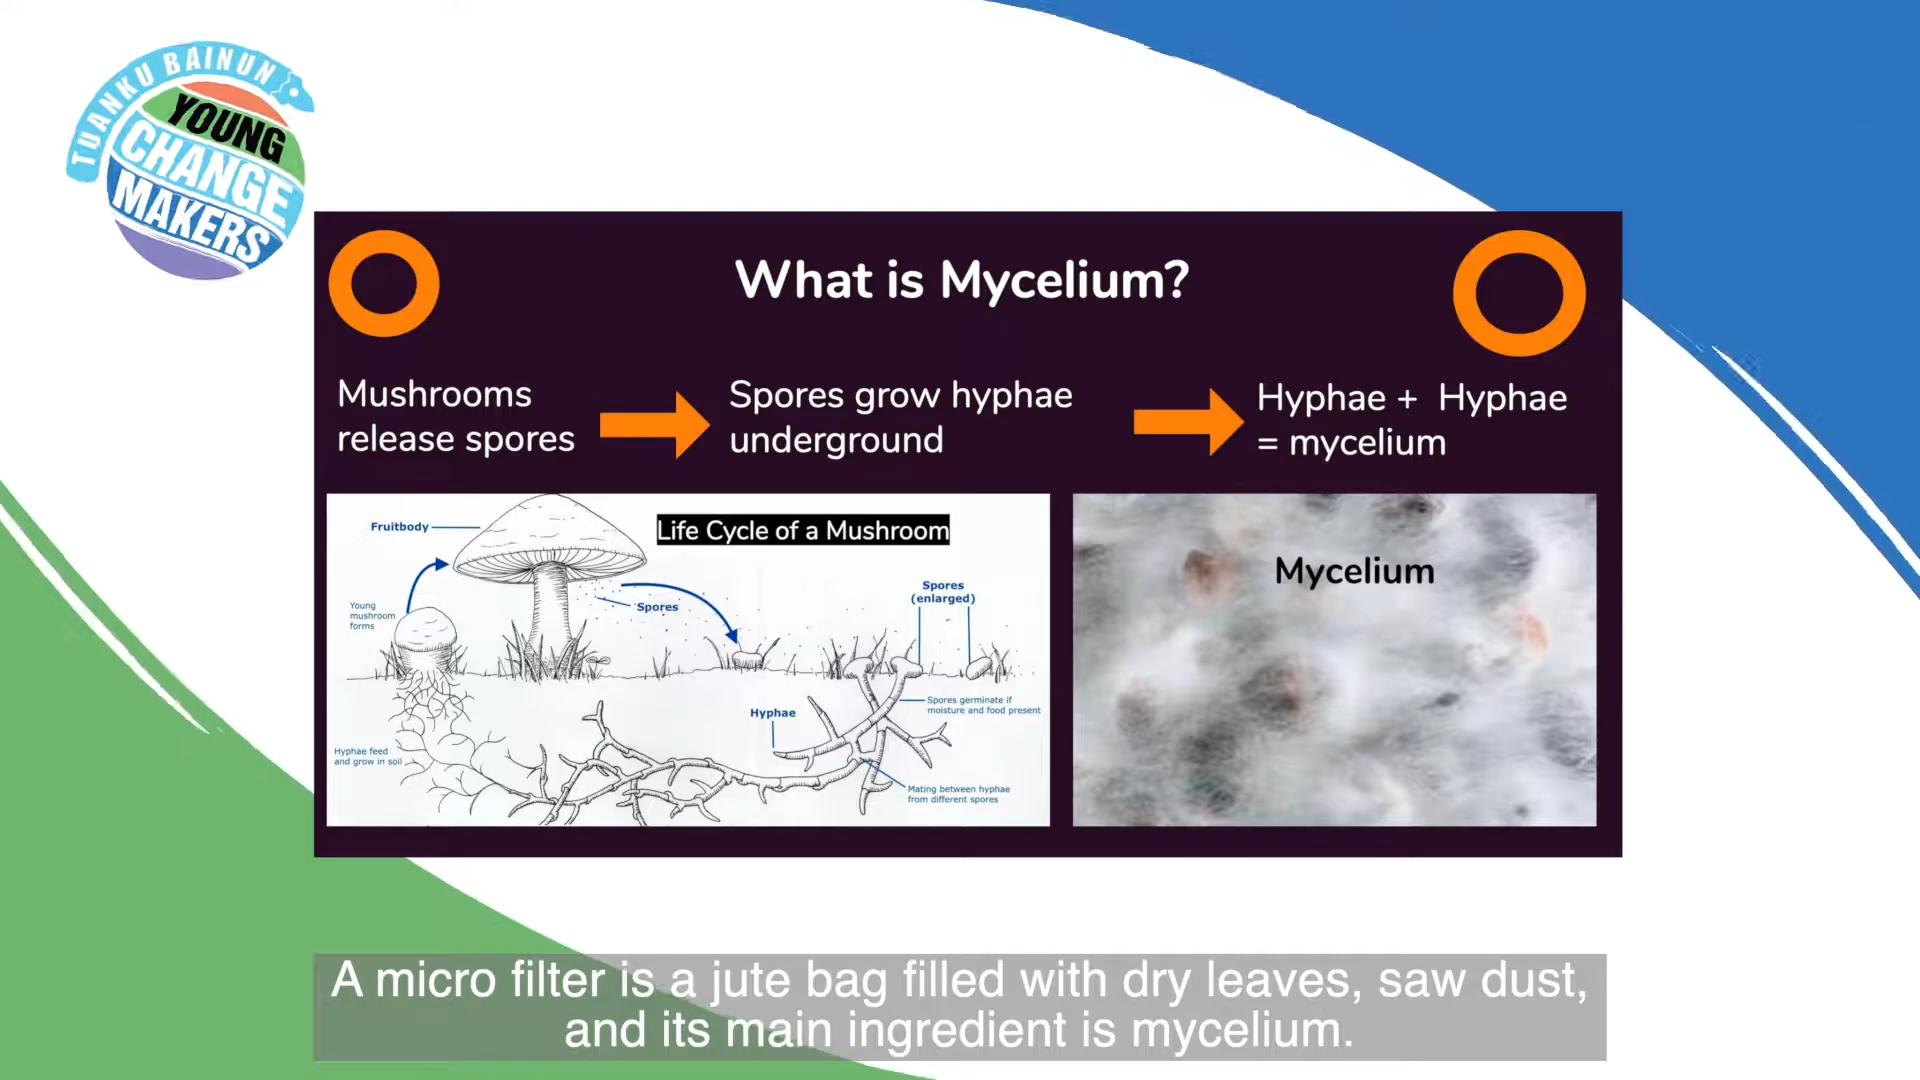 TUANKU BAINUN
YOUNG
CHANGE
MAKERS
What is Mycelium?
Mushrooms
release spores
Spores grow hyphae
underground
Hyphae + Hyphae
= mycelium
Life Cycle of a Mushroom
Fruitbody
Young
mushroom
forms
Spores
Spores
(enlarged)
Hyphae
Spores germinate if
moisture and food present
Hyphae feed
and grow in soil
Mating between hyphae
from different spores
Mycelium
A micro filter is a jute bag filled with dry leaves, saw dust,
and its main ingredient is mycelium.